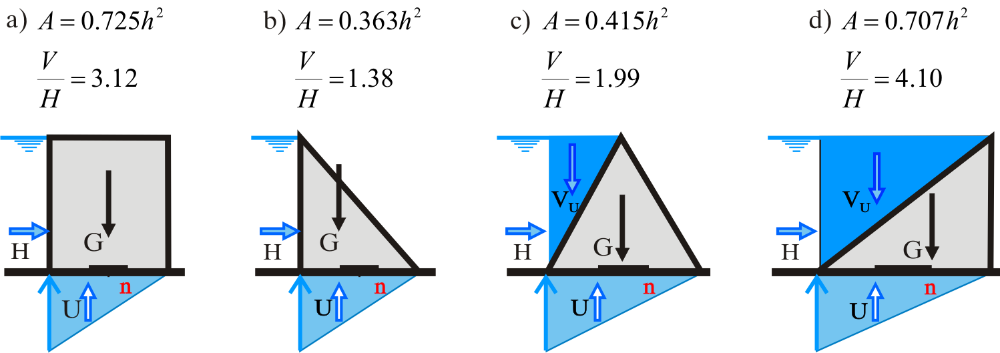 a) A = 0.725h²
V/H = 3.12
H
G
U
n
b) A = 0.363h²
V/H = 1.38
H
G
U
n
c) A = 0.415h²
V/H = 1.99
V_U
H
G
U
n
d) A = 0.707h²
V/H = 4.10
V_U
H
G
U
n